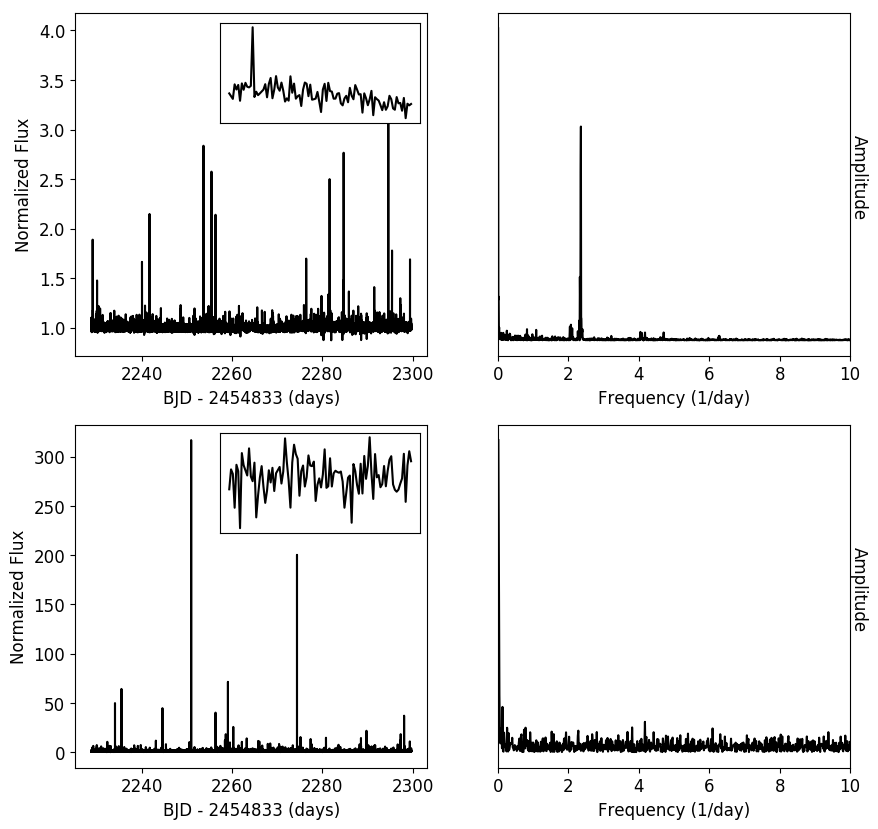 4.0
3.5
3.0
2.5
2.0
1.5
1.0
Normalized Flux
2240 2260 2280 2300
BJD - 2454833 (days)
0 2 4 6 8 10
Frequency (1/day)
Amplitude
300
250
200
150
100
50
0
Normalized Flux
2240 2260 2280 2300
BJD - 2454833 (days)
0 2 4 6 8 10
Frequency (1/day)
Amplitude